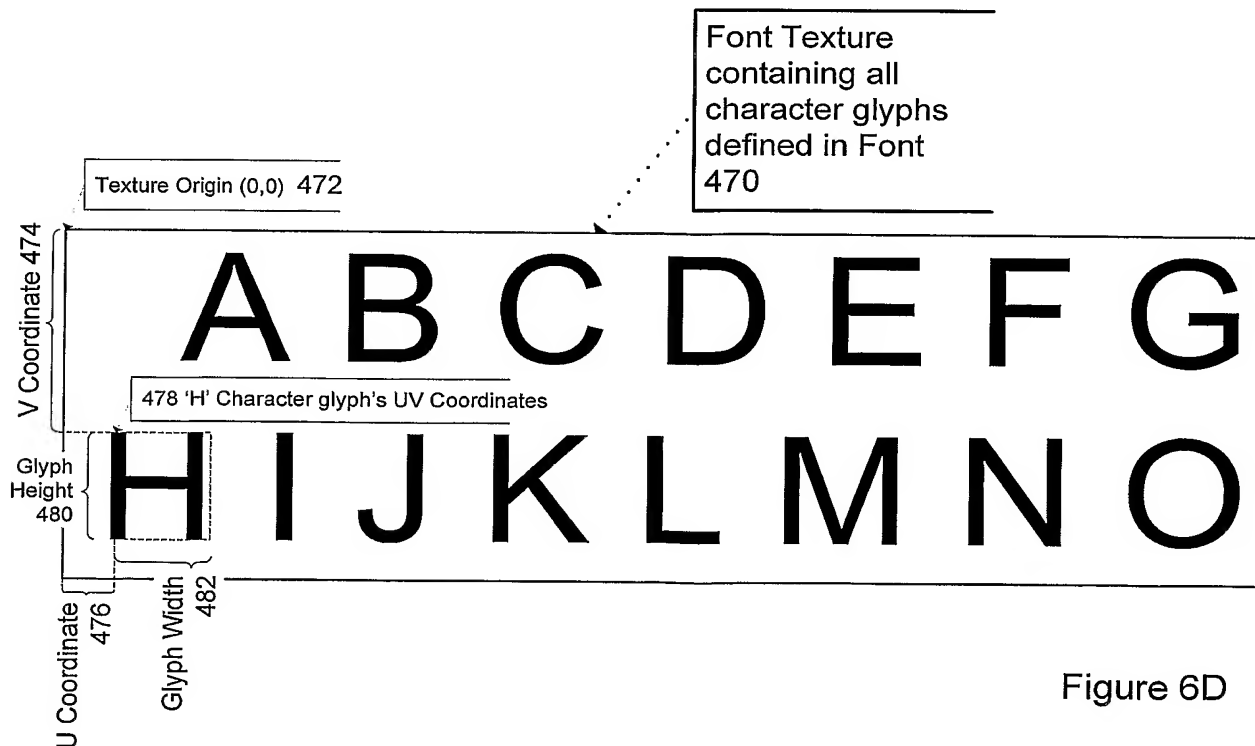 Font Texture
containing all
character glyphs
defined in Font
470
Texture Origin (0,0) 472
V Coordinate 474
A B C D E F G
478 'H' Character glyph's UV Coordinates
H I J K L M N O
Glyph
Height
480
U Coordinate
476
Glyph Width
482
Figure 6D